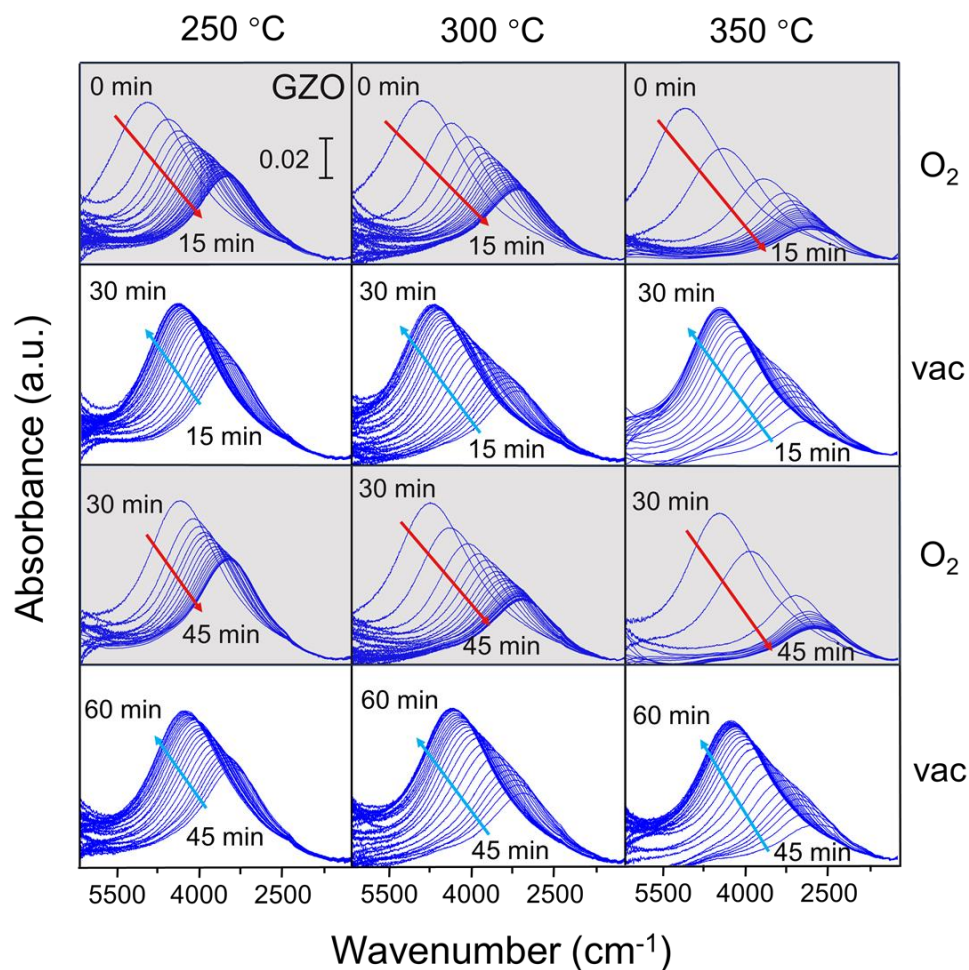 250 °C 300 °C 350 °C
0 min GZO 0 min 0 min
0.02
15 min 15 min 15 min
O₂
30 min 30 min 30 min
15 min 15 min 15 min
vac
30 min 30 min 30 min
45 min 45 min 45 min
O₂
60 min 60 min 60 min
45 min 45 min 45 min
vac
5500 4000 2500 5500 4000 2500 5500 4000 2500
Absorbance (a.u.)
Wavenumber (cm⁻¹)